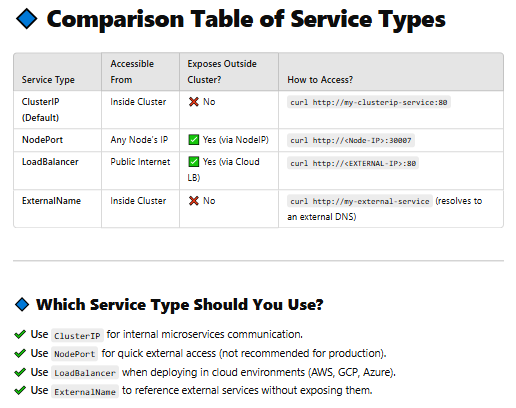 Comparison Table of Service Types
Service Type | Accessible From | Exposes Outside Cluster? | How to Access?
ClusterIP (Default) | Inside Cluster | ❌ No | curl http://my-clusterip-service:80
NodePort | Any Node's IP | ✅ Yes (via NodeIP) | curl http://<Node-IP>:30007
LoadBalancer | Public Internet | ✅ Yes (via Cloud LB) | curl http://<EXTERNAL-IP>:80
ExternalName | Inside Cluster | ❌ No | curl http://my-external-service (resolves to an external DNS)
Which Service Type Should You Use?
✔ Use ClusterIP for internal microservices communication.
✔ Use NodePort for quick external access (not recommended for production).
✔ Use LoadBalancer when deploying in cloud environments (AWS, GCP, Azure).
✔ Use ExternalName to reference external services without exposing them.